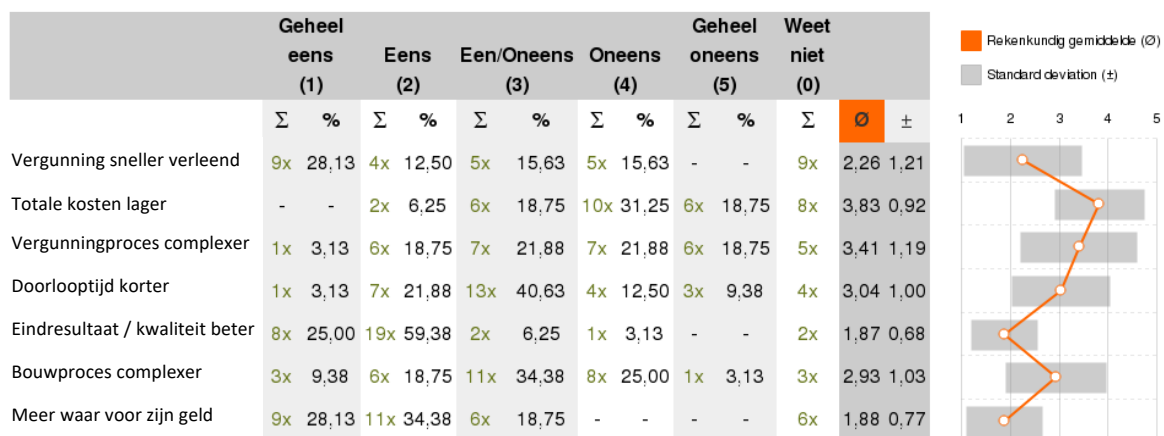 Geheel Geheel Weet
eens Eens Een/Oneens Oneens oneens niet
(1) (2) (3) (4) (5) (0)
Rekenkundig gemiddelde (Ø)
Standard deviation (±)
Σ % Σ % Σ % Σ % Σ % Σ Ø ± 1 2 3 4 5
Vergunning sneller verleend 9x 28,13 4x 12,50 5x 15,63 5x 15,63 - - 9x 2,26 1,21
Totale kosten lager - - 2x 6,25 6x 18,75 10x 31,25 6x 18,75 8x 3,83 0,92
Vergunningproces complexer 1x 3,13 6x 18,75 7x 21,88 7x 21,88 6x 18,75 5x 3,41 1,19
Doorlooptijd korter 1x 3,13 7x 21,88 13x 40,63 4x 12,50 3x 9,38 4x 3,04 1,00
Eindresultaat / kwaliteit beter 8x 25,00 19x 59,38 2x 6,25 1x 3,13 - - 2x 1,87 0,68
Bouwproces complexer 3x 9,38 6x 18,75 11x 34,38 8x 25,00 1x 3,13 3x 2,93 1,03
Meer waar voor zijn geld 9x 28,13 11x 34,38 6x 18,75 - - - - 6x 1,88 0,77